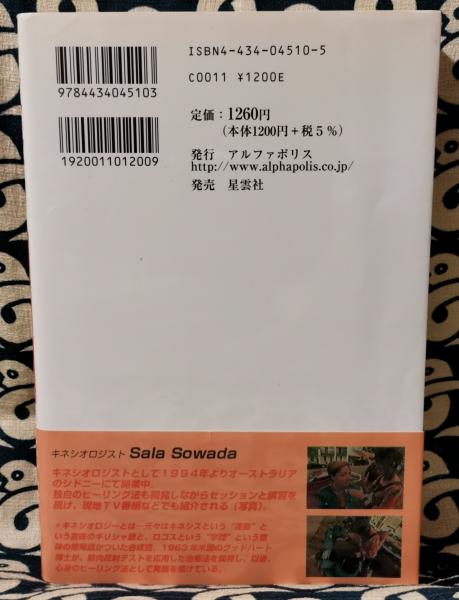 ISBN4-434-04510-5
C0011 ¥1200E
9784434045103
定価：1260円
（本体1200円＋税５％）
1920011012009
発行　アルファポリス
http://www.alphapolis.co.jp/
発売　星雲社
キネシオロジスト Sala Sowada
キネシオロジストとして１９９４年よりオーストラリア
のシドニーにて開業中。
独自のヒーリング法も開発しながらセッションと講習を
続け、現地ＴＶ番組などでも紹介される（写真）。
＊キネシオロジーとは…元々はキネシスという“運動”と
いう意味のギリシャ語と、ロゴスという“学問”という意
味の接尾語がついた合成語。１９６３年米国のグッドハート
博士が、筋肉反射テストを応用した治療法を開発し、以後、
心身のヒーリング法として発展を続けている。